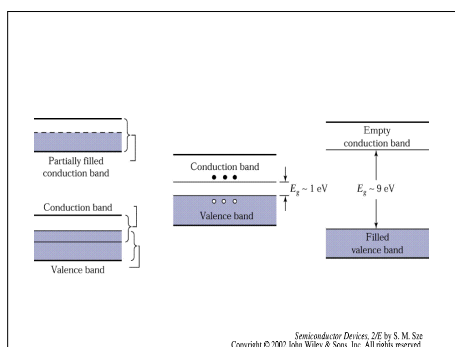 Partially filled
conduction band
Conduction band
Valence band
Conduction band
Valence band
E_g ~ 1 eV
Empty
conduction band
E_g ~ 9 eV
Filled
valence band
Semiconductor Devices, 2/E by S. M. Sze
Copyright © 2002 John Wiley & Sons, Inc. All rights reserved.